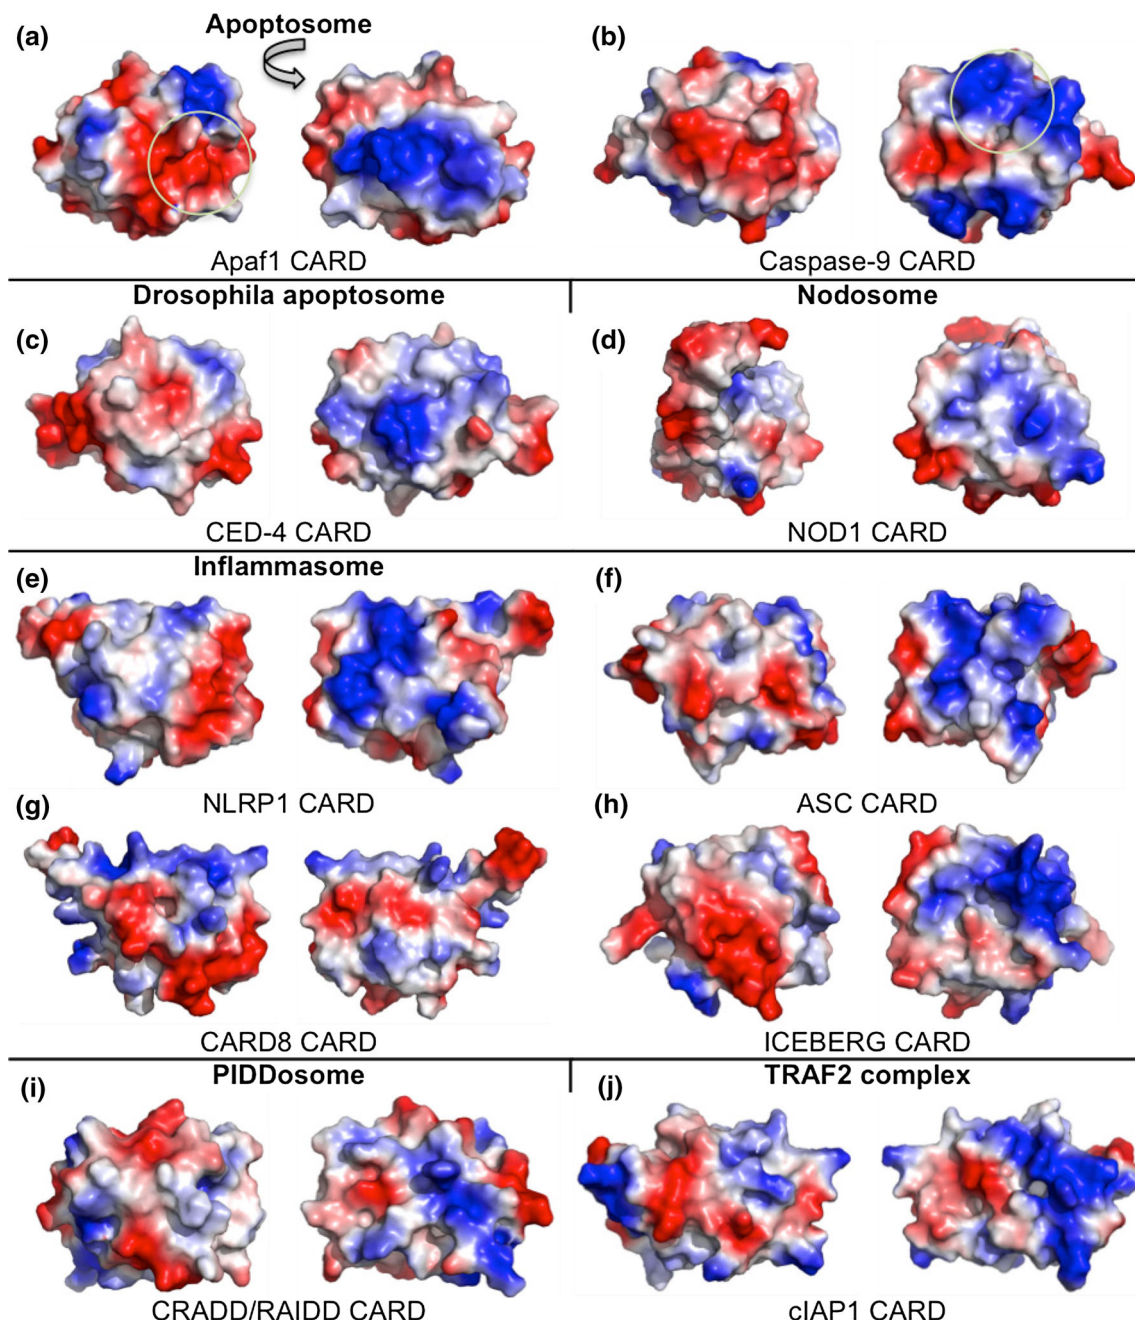 (a)
Apoptosome
(b)
Apaf1 CARD
Caspase-9 CARD
Drosophila apoptosome
Nodosome
(c)
(d)
CED-4 CARD
NOD1 CARD
(e)
Inflammasome
(f)
NLRP1 CARD
ASC CARD
(g)
(h)
CARD8 CARD
ICEBERG CARD
PIDDosome
TRAF2 complex
(i)
(j)
CRADD/RAIDD CARD
cIAP1 CARD